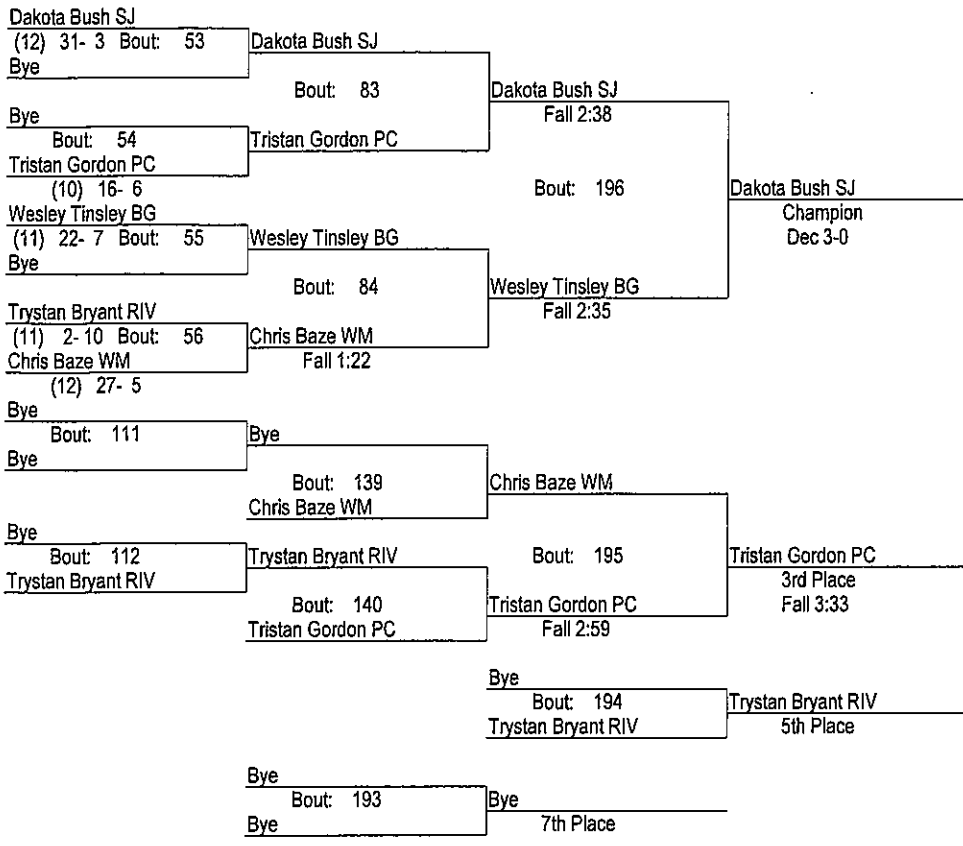 Dakota Bush SJ
(12) 31- 3 Bout: 53
Bye
Dakota Bush SJ
Bout: 83
Bye
Bout: 54
Tristan Gordon PC
(10) 16- 6
Tristan Gordon PC
Dakota Bush SJ
Fall 2:38
Bout: 196
Wesley Tinsley BG
(11) 22- 7 Bout: 55
Bye
Wesley Tinsley BG
Bout: 84
Trystan Bryant RIV
(11) 2- 10 Bout: 56
Chris Baze WM
(12) 27- 5
Chris Baze WM
Fall 1:22
Wesley Tinsley BG
Fall 2:35
Dakota Bush SJ
Champion
Dec 3-0
Bye
Bout: 111
Bye
Bye
Bout: 139
Chris Baze WM
Chris Baze WM
Bye
Bout: 112
Trystan Bryant RIV
Trystan Bryant RIV
Bout: 140
Tristan Gordon PC
Bout: 195
Tristan Gordon PC
Fall 2:59
Tristan Gordon PC
3rd Place
Fall 3:33
Bye
Bout: 194
Trystan Bryant RIV
Trystan Bryant RIV
5th Place
Bye
Bout: 193
Bye
Bye
7th Place